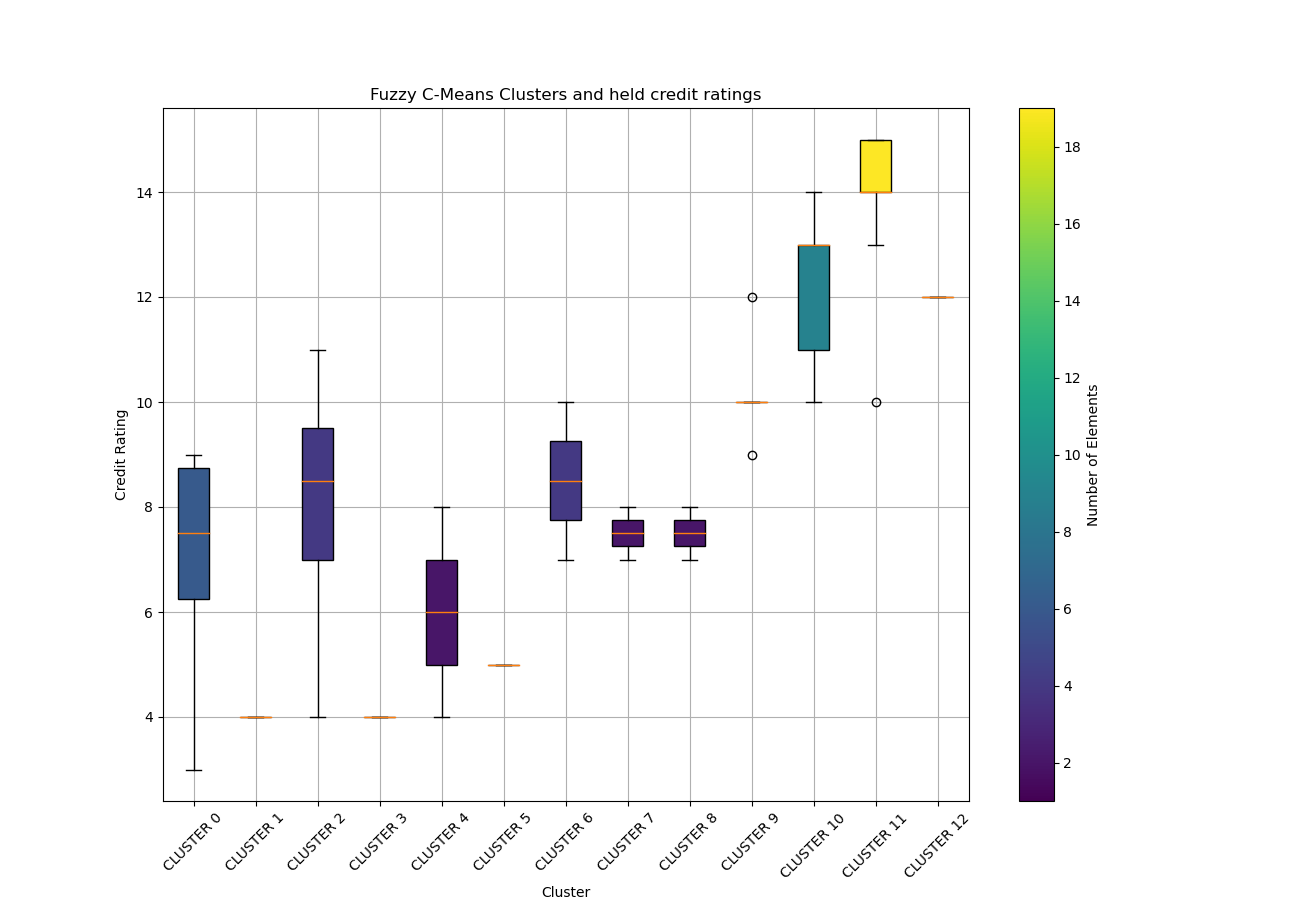 Fuzzy C-Means Clusters and held credit ratings
Credit Rating
14
12
10
8
6
4
CLUSTER 0
CLUSTER 1
CLUSTER 2
CLUSTER 3
CLUSTER 4
CLUSTER 5
CLUSTER 6
CLUSTER 7
CLUSTER 8
CLUSTER 9
CLUSTER 10
CLUSTER 11
CLUSTER 12
Cluster
18
16
14
12
10
8
6
4
2
Number of Elements